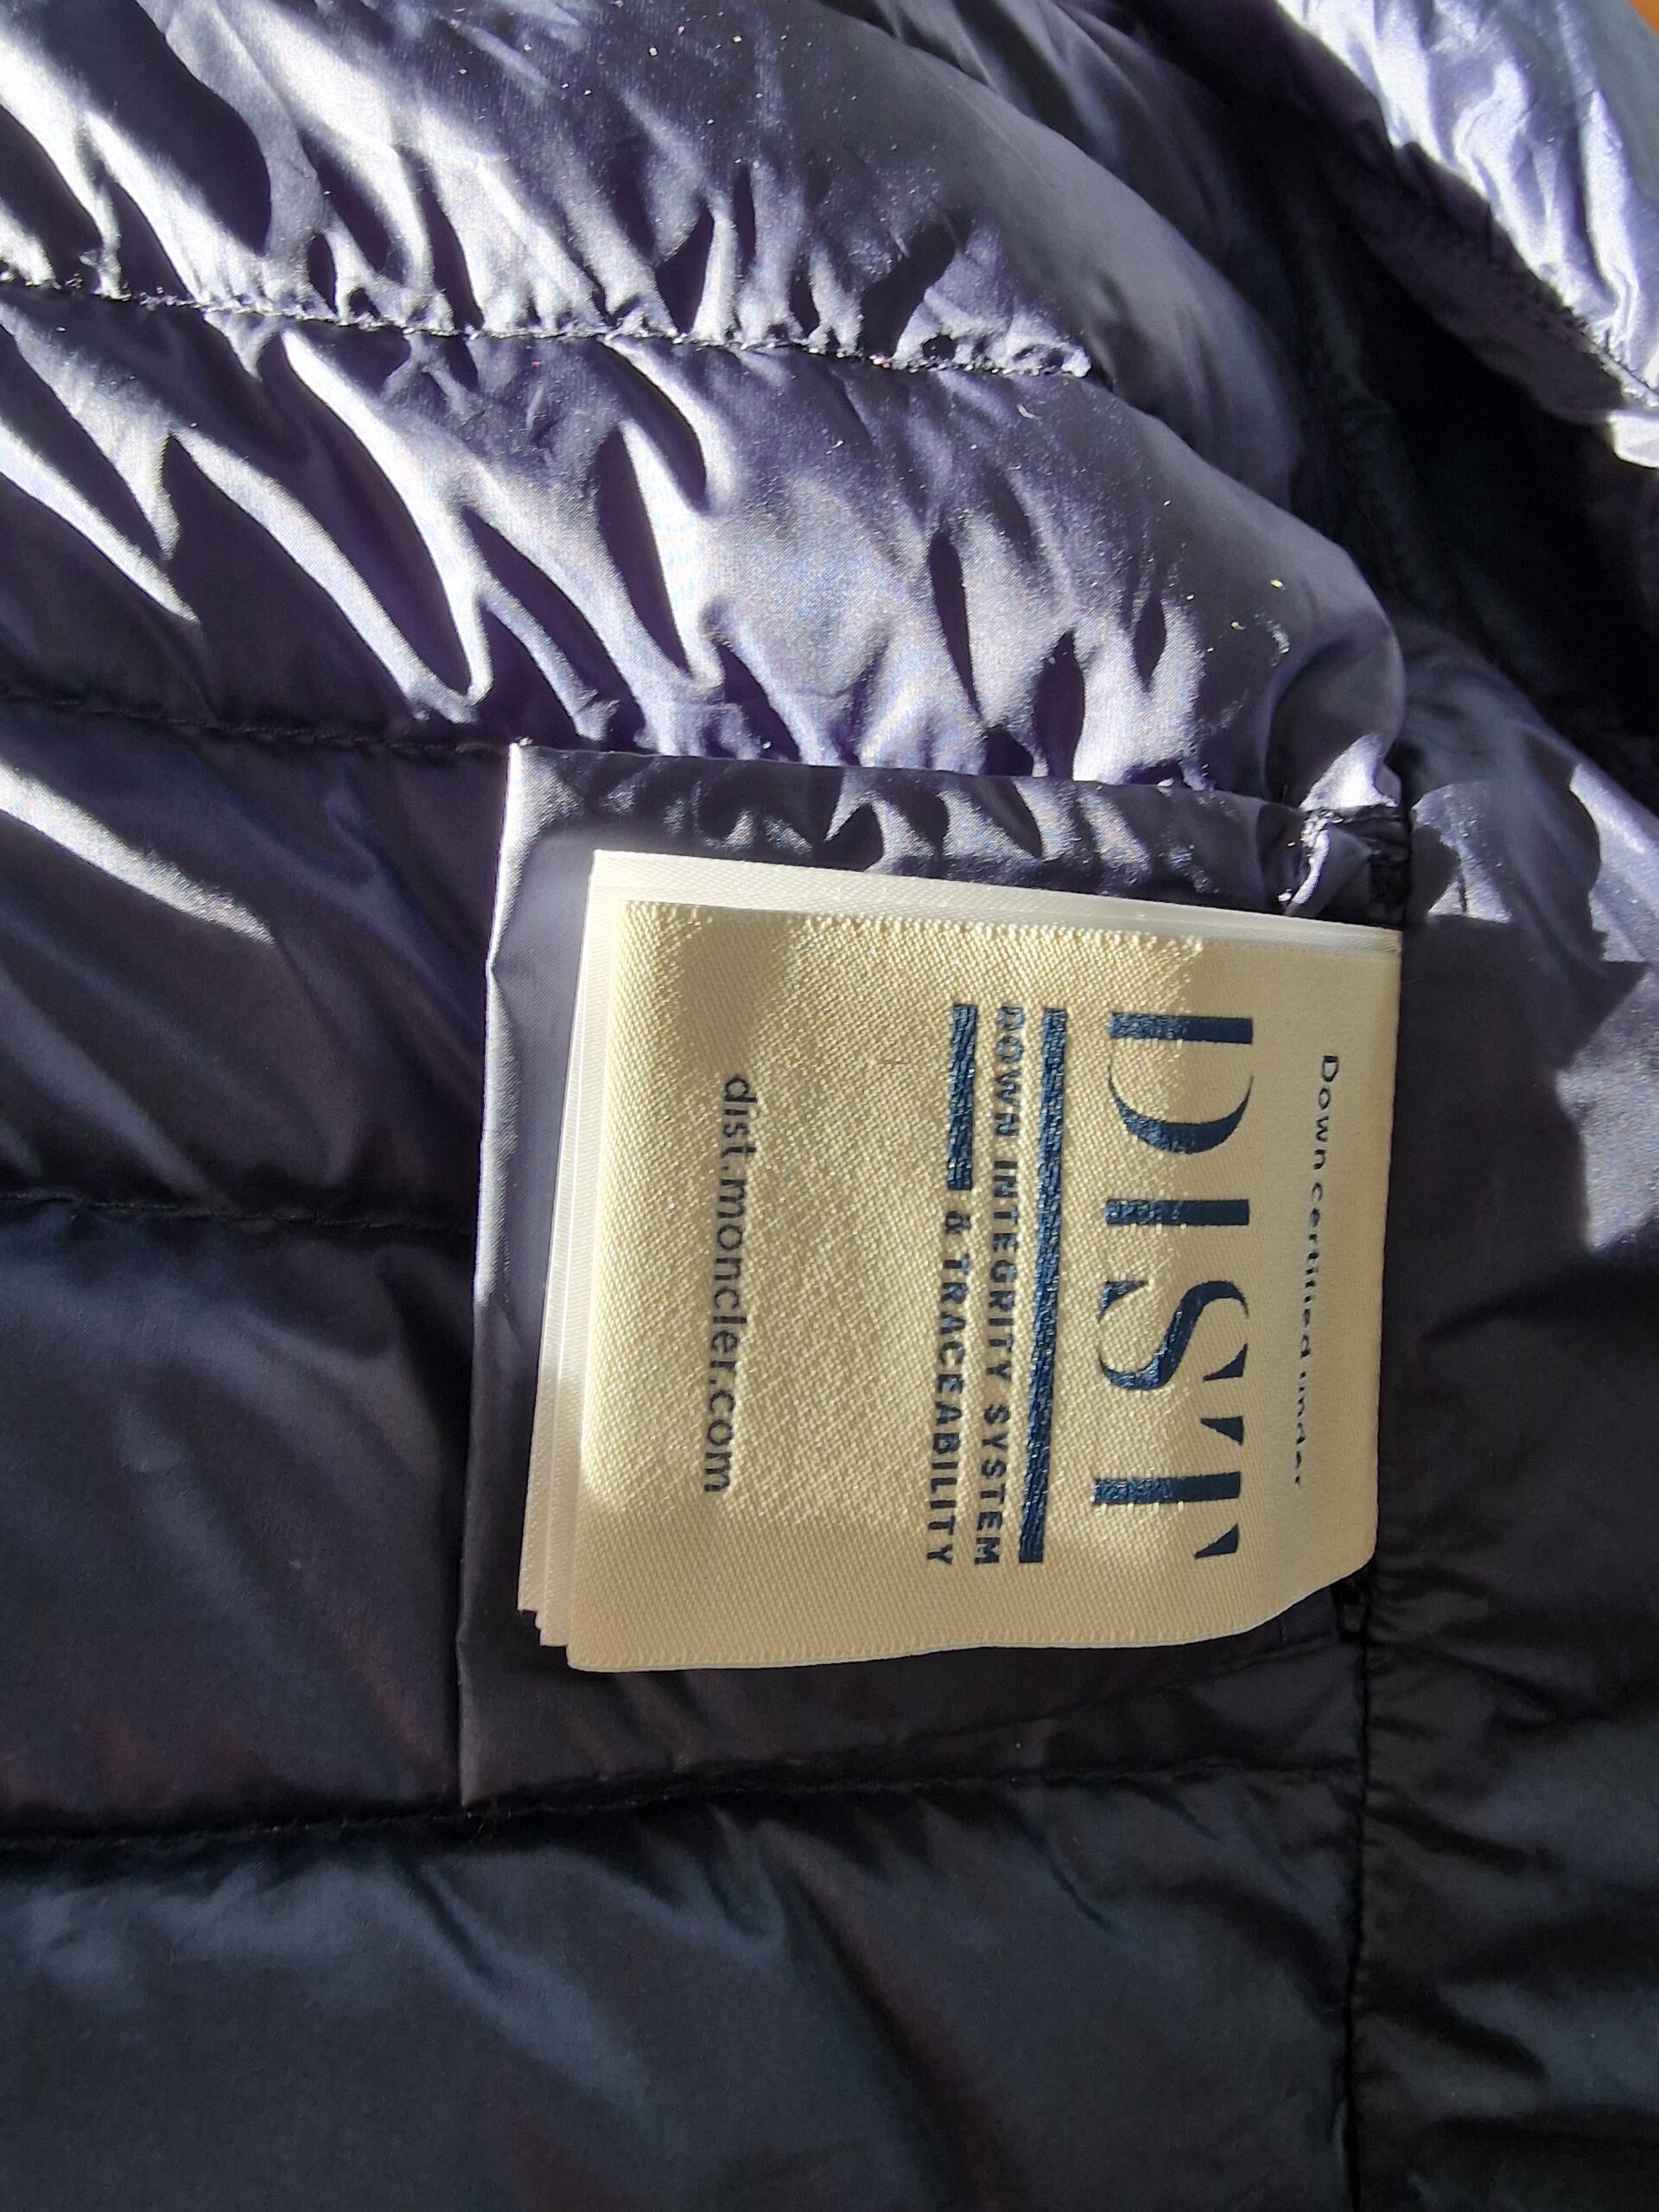 Down certified under
DIST
DOWN INTEGRITY SYSTEM
& TRACEABILITY
dist.moncler.com